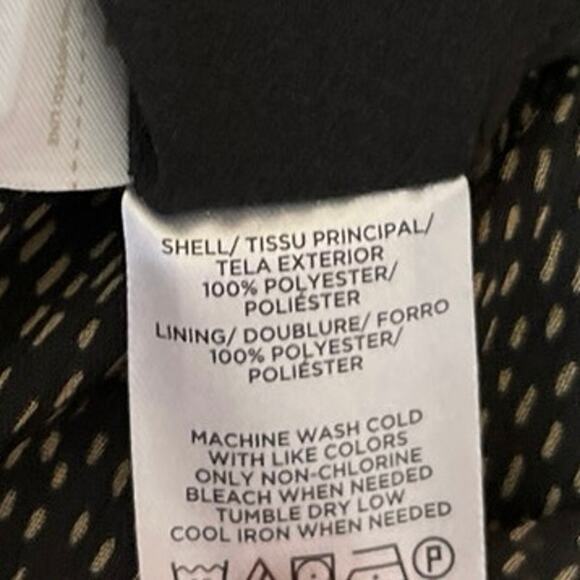 SHELL/ TISSU PRINCIPAL/
TELA EXTERIOR
100% POLYESTER/
POLIÉSTER
LINING/ DOUBLURE/ FORRO
100% POLYESTER/
POLIÉSTER
MACHINE WASH COLD
WITH LIKE COLORS
ONLY NON-CHLORINE
BLEACH WHEN NEEDED
TUMBLE DRY LOW
COOL IRON WHEN NEEDED
P